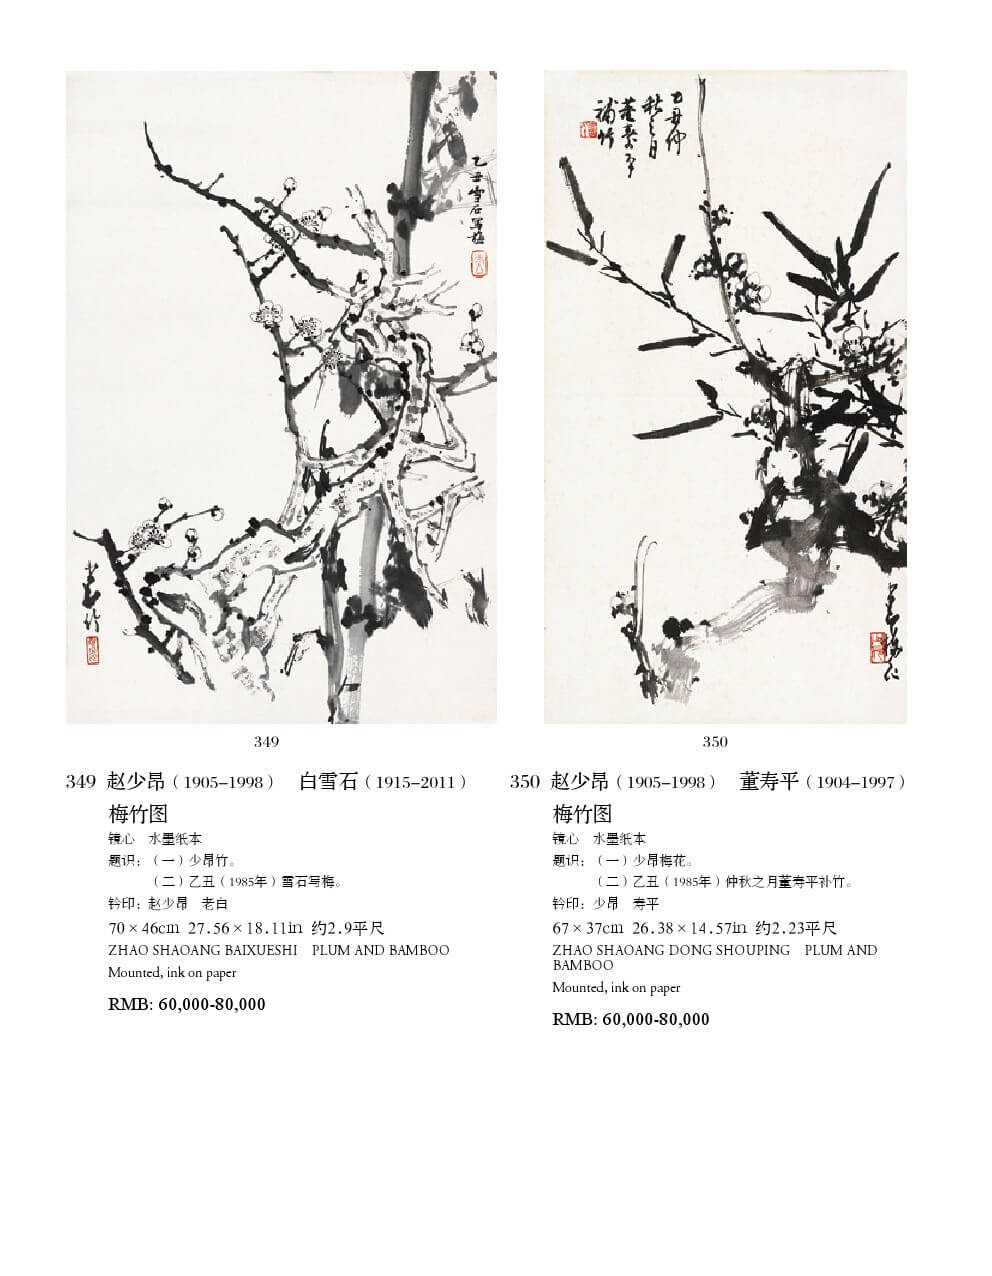 乙丑雪石写梅
少昂竹
乙丑仲
秋之月
董寿平
补竹
349
350
349 赵少昂（1905-1998） 白雪石（1915-2011）
梅竹图
镜心 水墨纸本
题识：（一）少昂竹。
（二）乙丑（1985年）雪石写梅。
钤印：赵少昂 老白
70×46cm 27.56×18.11in 约2.9平尺
ZHAO SHAOANG BAIXUESHI PLUM AND BAMBOO
Mounted, ink on paper
RMB: 60,000-80,000
350 赵少昂（1905-1998） 董寿平（1904-1997）
梅竹图
镜心 水墨纸本
题识：（一）少昂梅花。
（二）乙丑（1985年）仲秋之月董寿平补竹。
钤印：少昂 寿平
67×37cm 26.38×14.57in 约2.23平尺
ZHAO SHAOANG DONG SHOUPING PLUM AND
BAMBOO
Mounted, ink on paper
RMB: 60,000-80,000